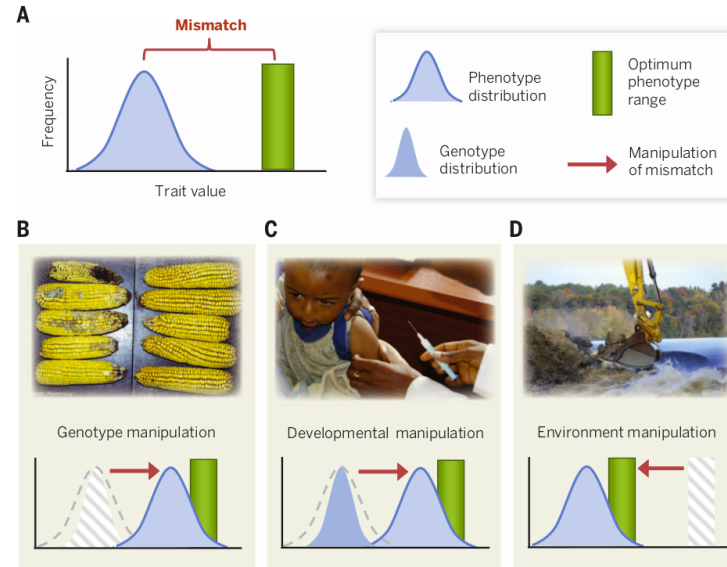 A
Mismatch
Frequency
Trait value
Phenotype
distribution
Optimum
phenotype
range
Genotype
distribution
Manipulation
of mismatch
B
C
D
Genotype manipulation
Developmental manipulation
Environment manipulation